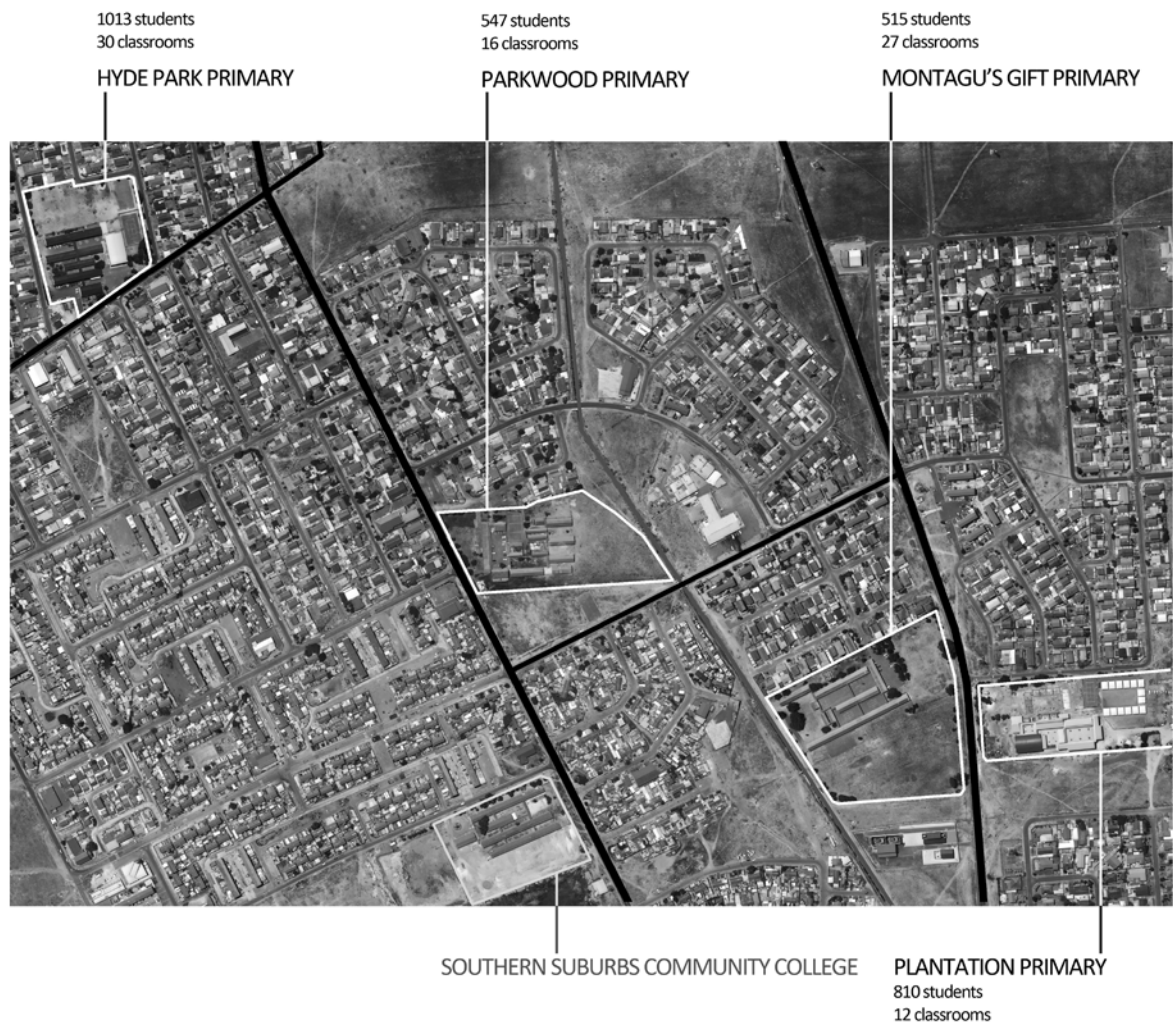 1013 students
30 classrooms
HYDE PARK PRIMARY
547 students
16 classrooms
PARKWOOD PRIMARY
515 students
27 classrooms
MONTAGU'S GIFT PRIMARY
SOUTHERN SUBURBS COMMUNITY COLLEGE
PLANTATION PRIMARY
810 students
12 classrooms